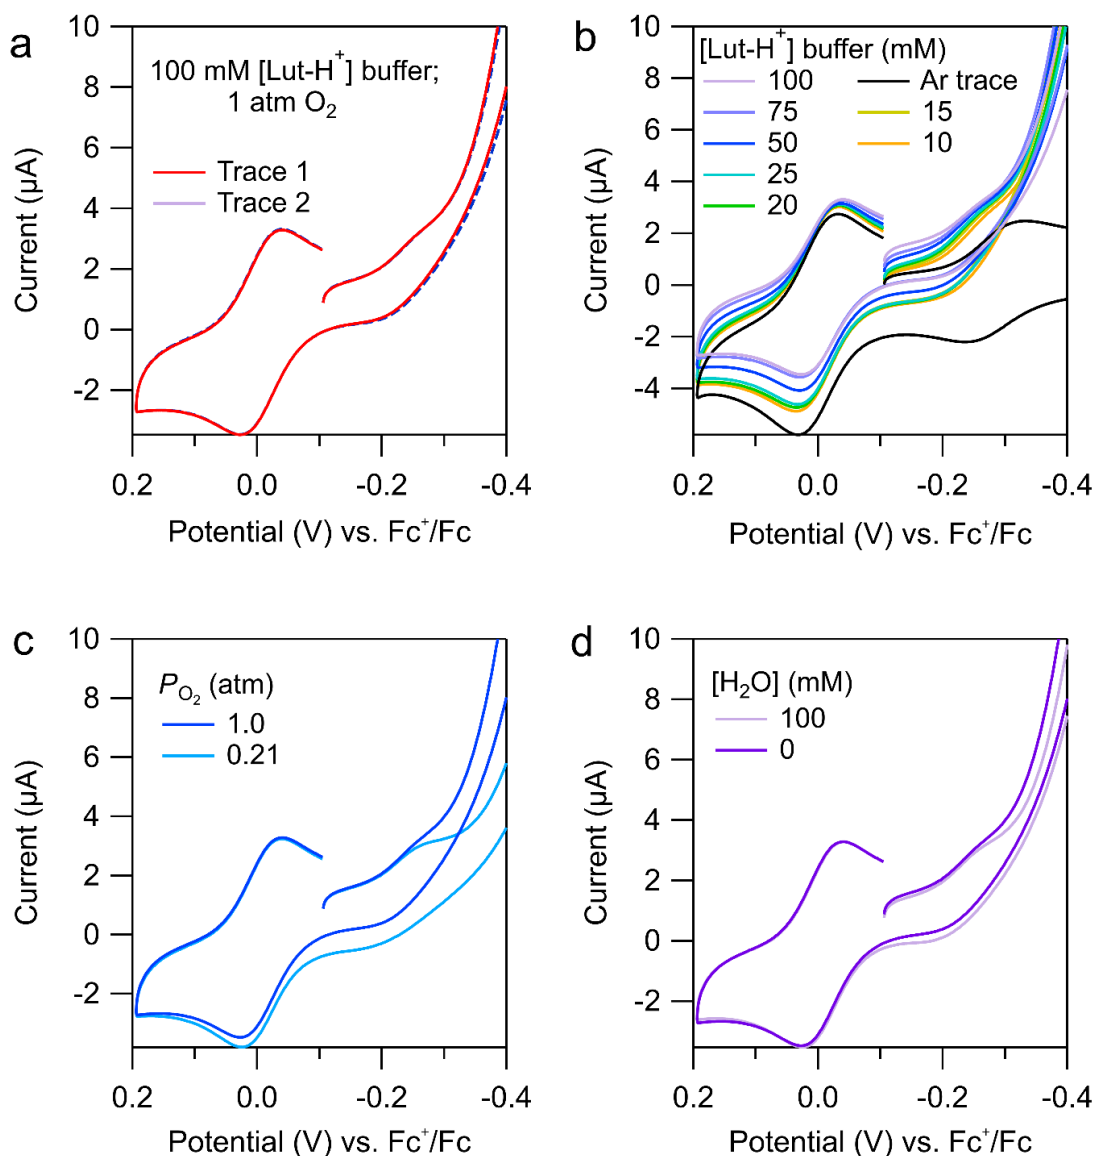 a
100 mM [Lut-H⁺] buffer;
1 atm O₂
Trace 1
Trace 2
10
8
6
4
2
0
-2
Current (µA)
0.2 0.0 -0.2 -0.4
Potential (V) vs. Fc⁺/Fc
b
[Lut-H⁺] buffer (mM)
100 Ar trace
75 15
50 10
25
20
10
8
6
4
2
0
-2
-4
Current (µA)
0.2 0.0 -0.2 -0.4
Potential (V) vs. Fc⁺/Fc
c
P_O₂ (atm)
1.0
0.21
10
8
6
4
2
0
-2
Current (µA)
0.2 0.0 -0.2 -0.4
Potential (V) vs. Fc⁺/Fc
d
[H₂O] (mM)
100
0
10
8
6
4
2
0
-2
Current (µA)
0.2 0.0 -0.2 -0.4
Potential (V) vs. Fc⁺/Fc